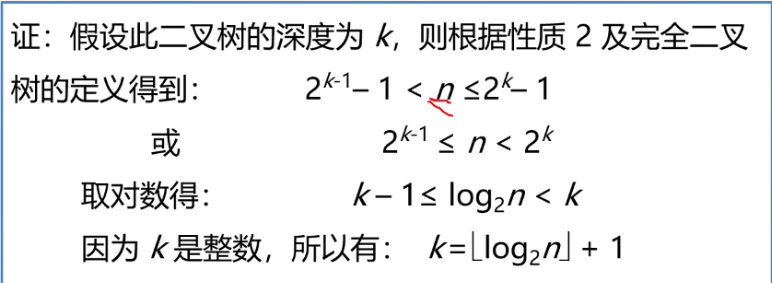 证：假设此二叉树的深度为 k，则根据性质 2 及完全二叉
树的定义得到： 2^{k-1}– 1 < n ≤2^k– 1
或 2^{k-1} ≤ n < 2^k
取对数得： k – 1≤ log₂n < k
因为 k 是整数，所以有： k=⌊log₂n⌋ + 1